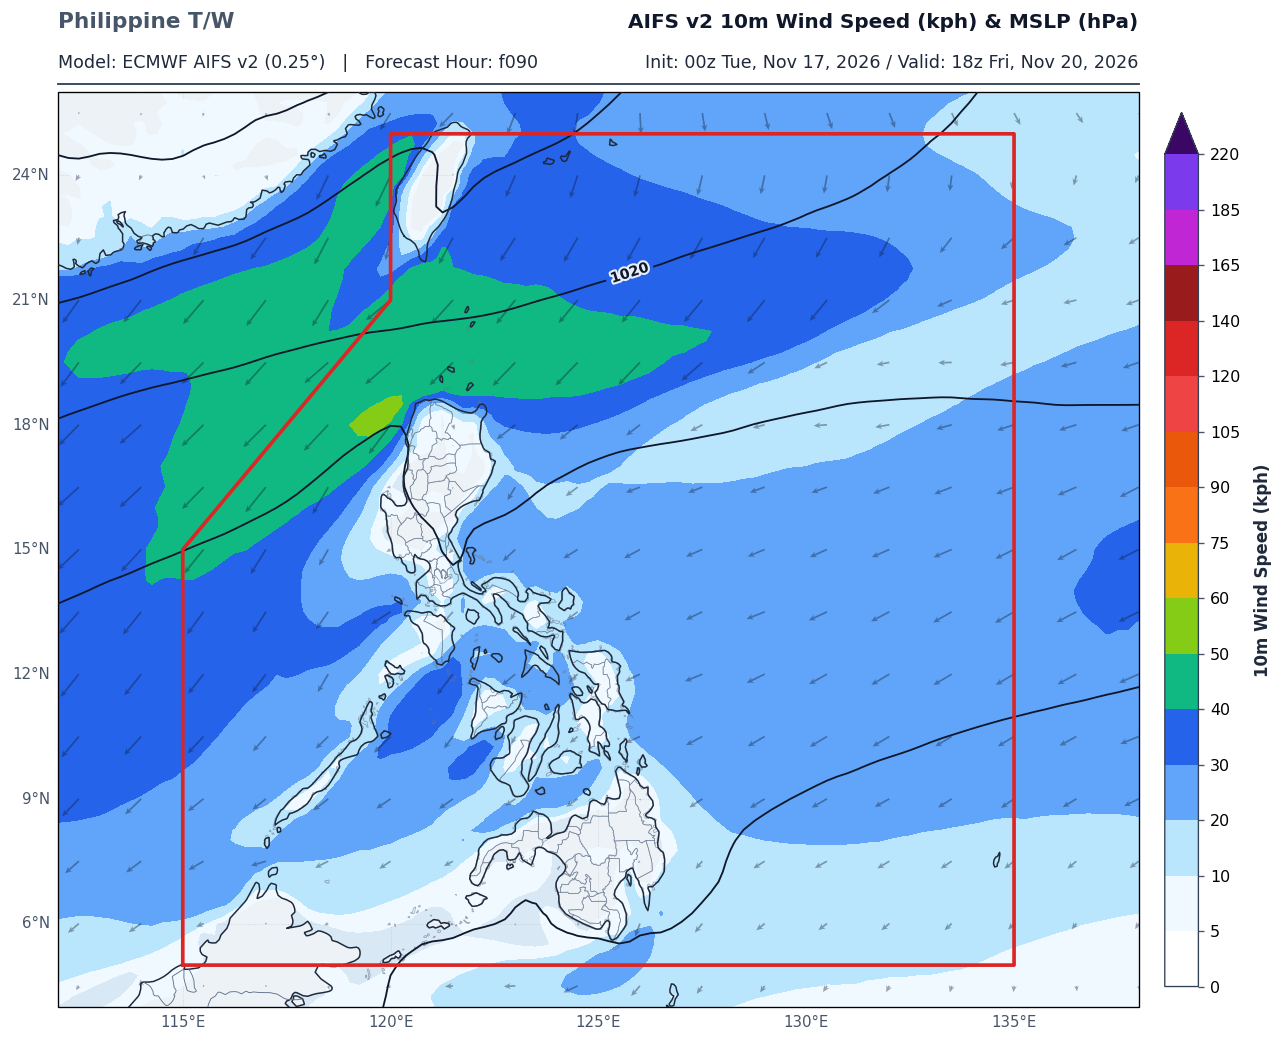 Philippine T/W
AIFS v2 10m Wind Speed (kph) & MSLP (hPa)
Model: ECMWF AIFS v2 (0.25°) | Forecast Hour: f090
Init: 00z Tue, Nov 17, 2026 / Valid: 18z Fri, Nov 20, 2026
24°N
21°N
18°N
15°N
12°N
9°N
6°N
1020
115°E
120°E
125°E
130°E
135°E
220
185
165
140
120
105
90
75
60
50
40
30
20
10
5
0
10m Wind Speed (kph)